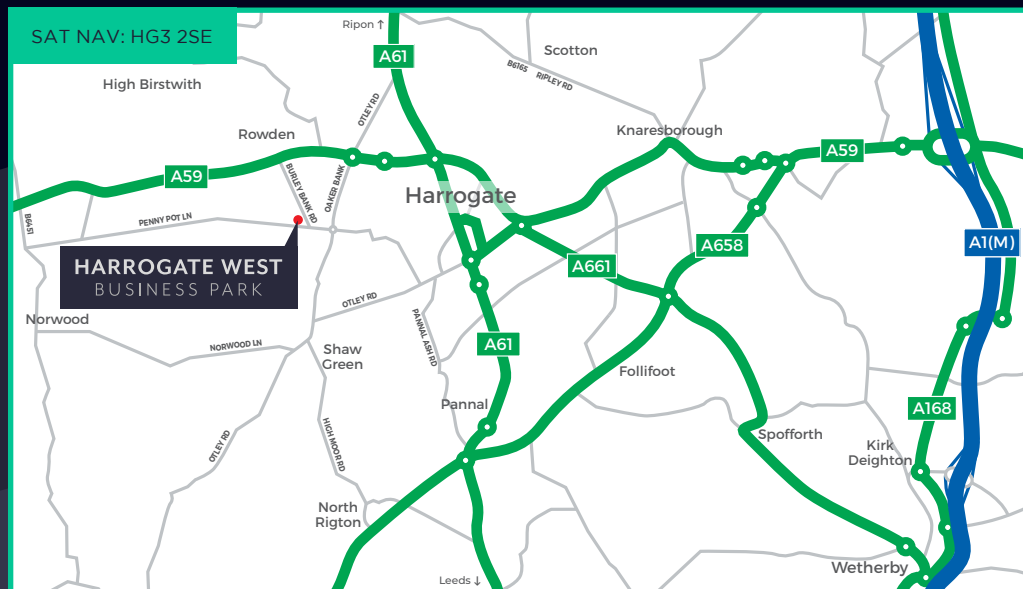 SAT NAV: HG3 2SE
Ripon ↑
A61
Scotton
High Birstwith
B6165 RIPLEY RD
OTLEY RD
Rowden
Knaresborough
A59
A59
BURLEY BANK RD
OAKER BANK
Harrogate
B6451
PENNY POT LN
A658
A1(M)
HARROGATE WEST
BUSINESS PARK
A661
OTLEY RD
Norwood
PANNAL ASH RD
NORWOOD LN
A61
Shaw
Green
Follifoot
Pannal
A168
OTLEY RD
HIGH MOOR RD
Spofforth
Kirk
Deighton
North
Rigton
Wetherby
Leeds ↓